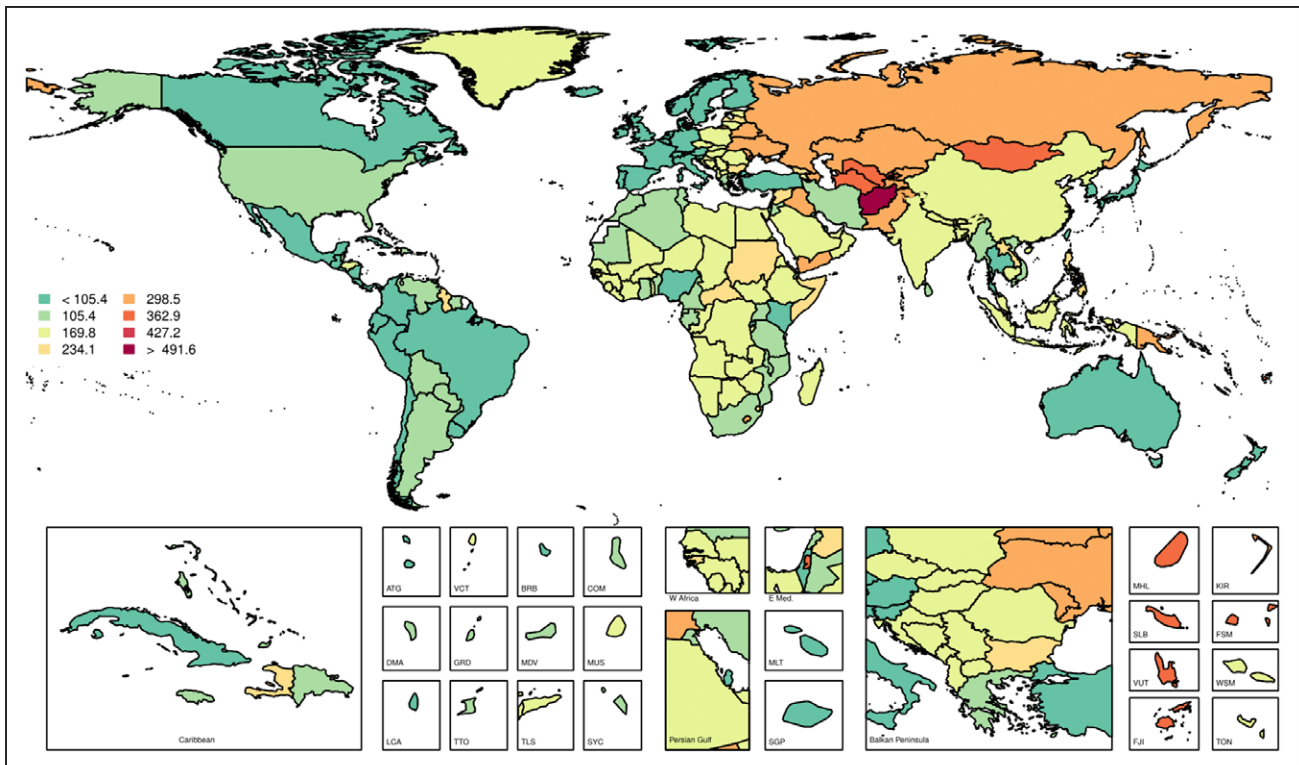 < 105.4 298.5
105.4 362.9
169.8 427.2
234.1 > 491.6
ATG VCT BRB COM
W Africa E Med.
MHL KIR
DMA GRD MDV MUS
MLT
SLB FSM
LCA TTO TLS SYC
Caribbean
Persian Gulf
SGP
Balkan Peninsula
VUT WSM
FJI TON